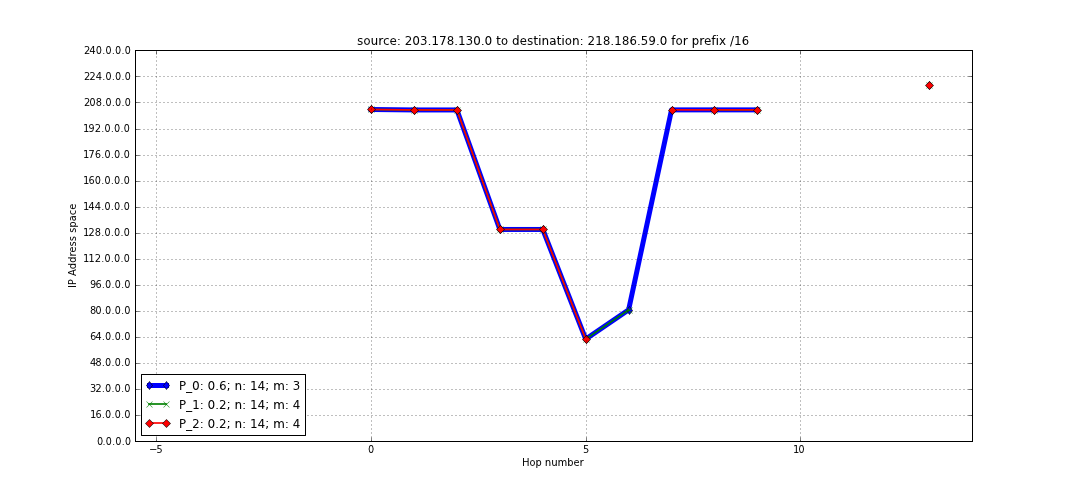 source: 203.178.130.0 to destination: 218.186.59.0 for prefix /16
240.0.0.0
224.0.0.0
208.0.0.0
192.0.0.0
176.0.0.0
160.0.0.0
144.0.0.0
128.0.0.0
112.0.0.0
96.0.0.0
80.0.0.0
64.0.0.0
48.0.0.0
32.0.0.0
16.0.0.0
0.0.0.0
IP Address space
P_0: 0.6; n: 14; m: 3
P_1: 0.2; n: 14; m: 4
P_2: 0.2; n: 14; m: 4
−5 0 5 10
Hop number